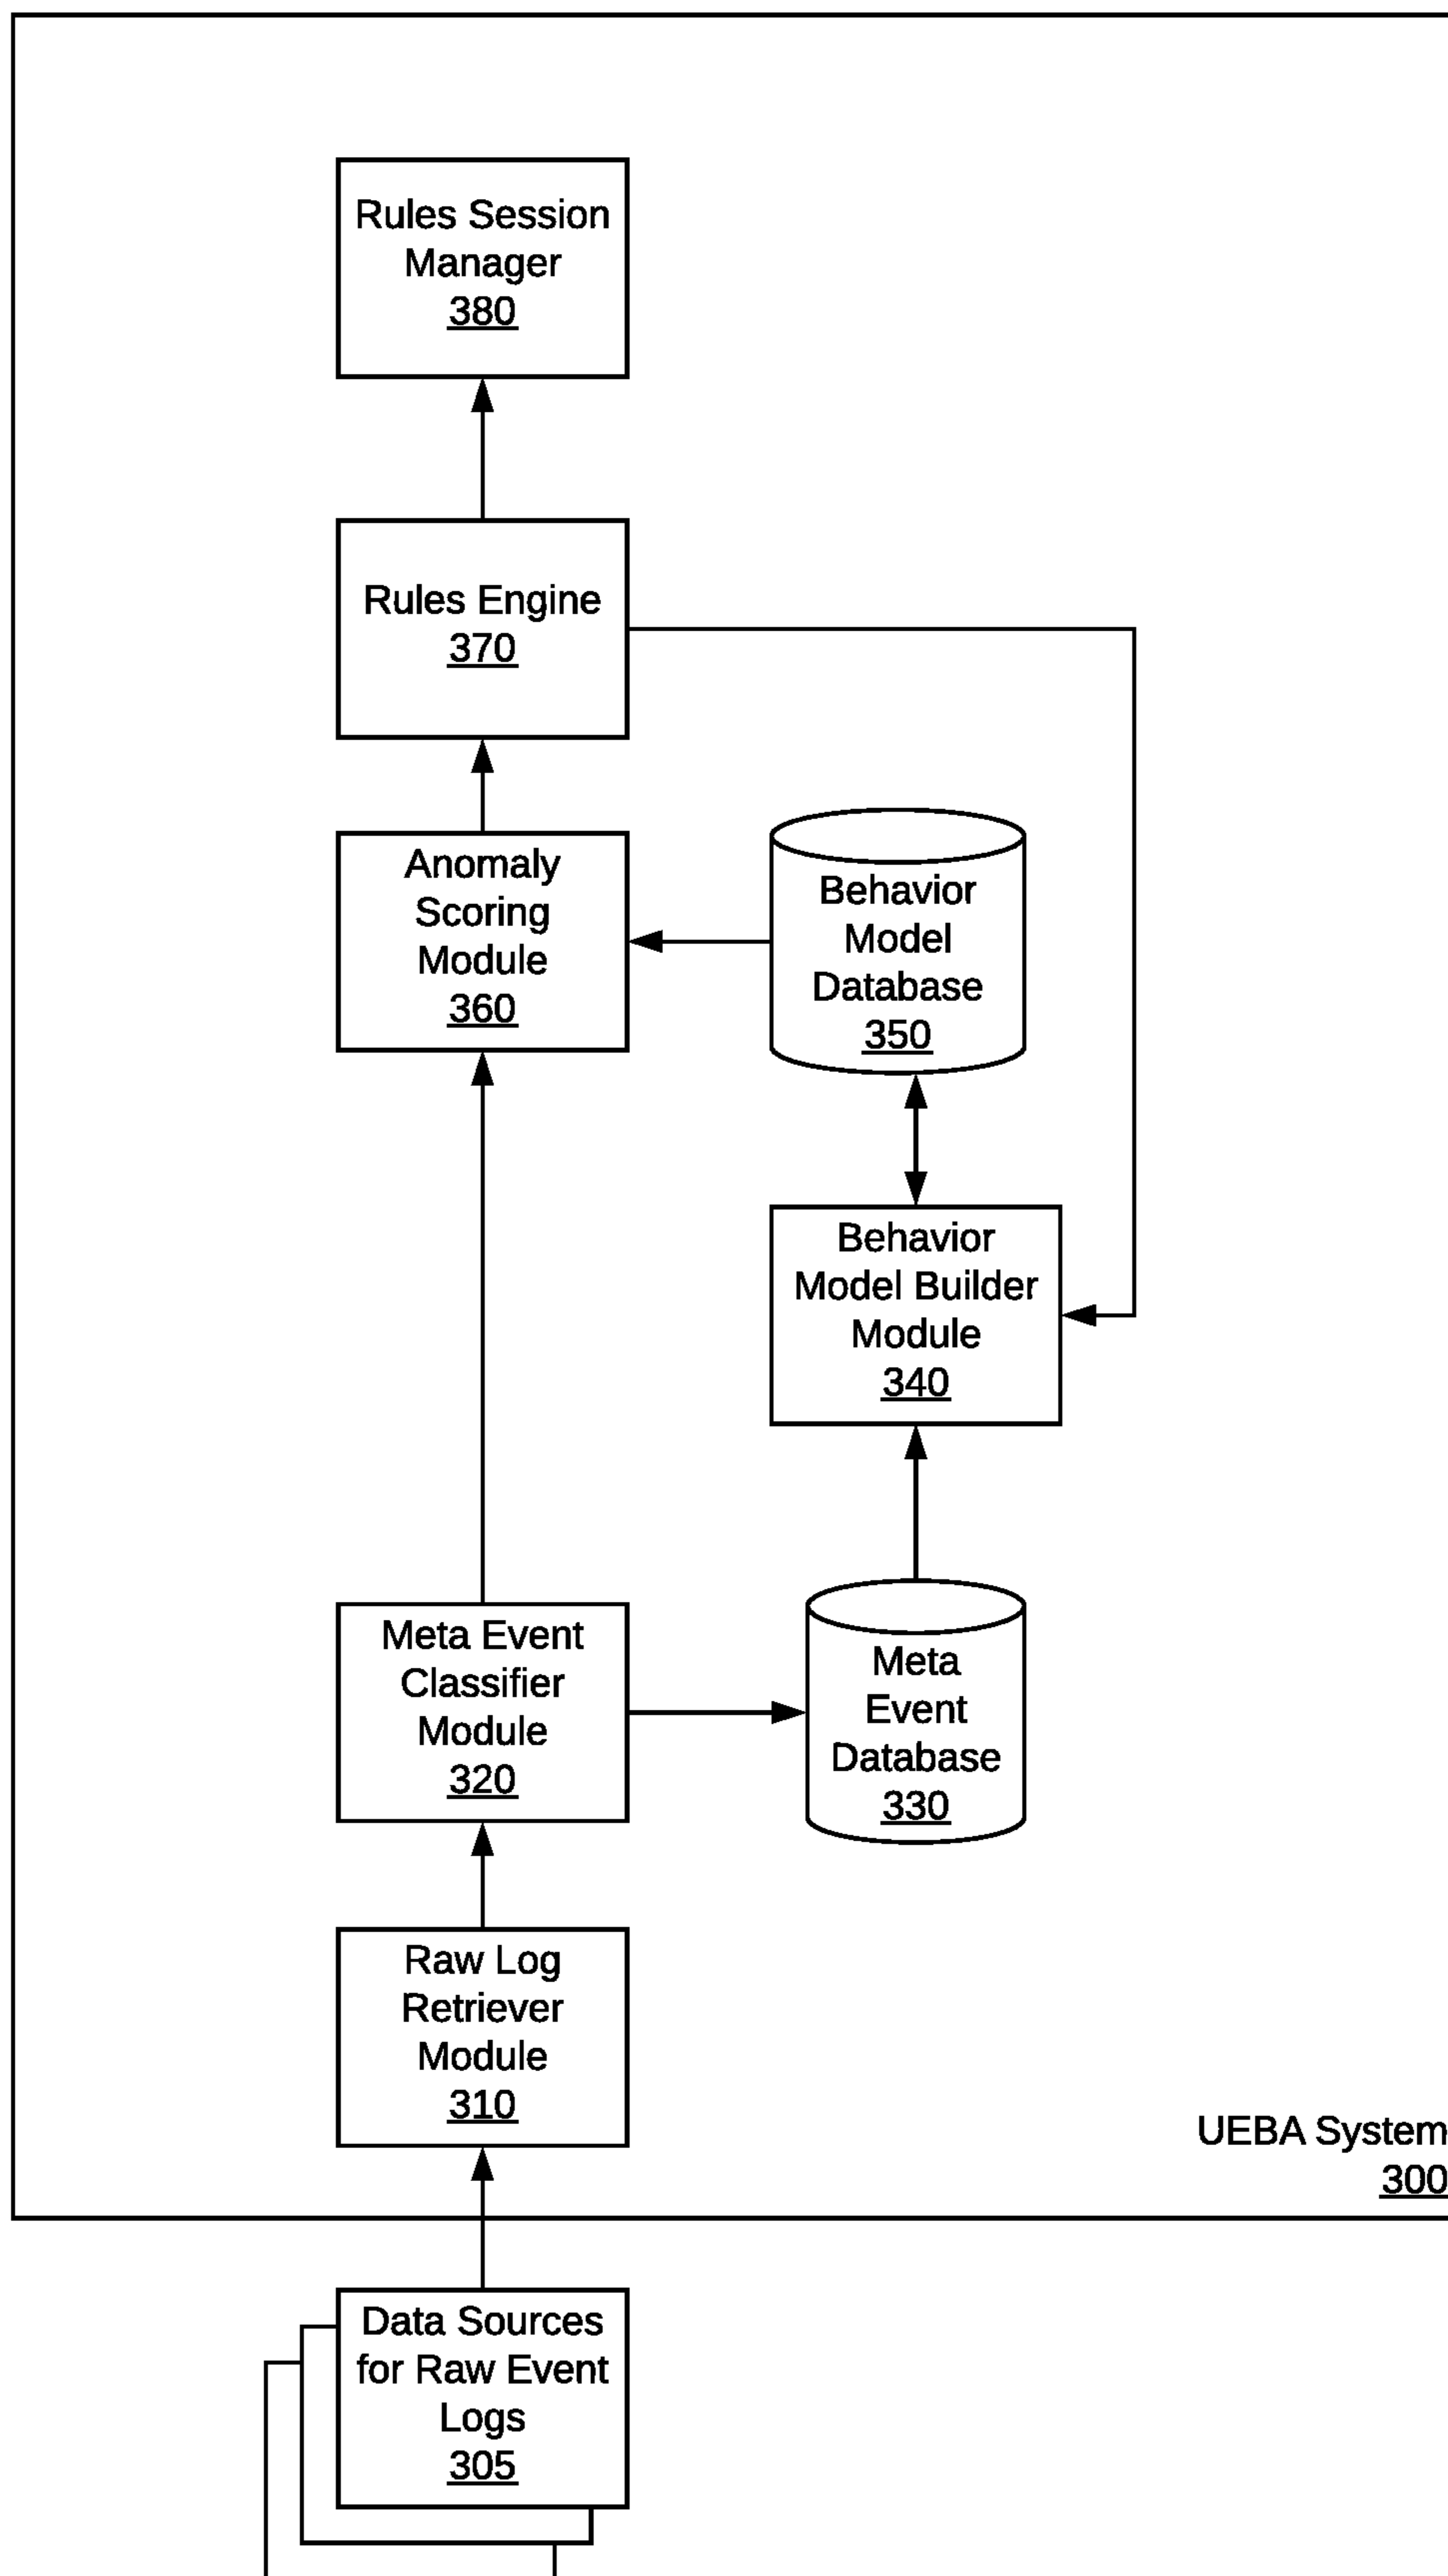 Rules Session
Manager
380
Rules Engine
370
Anomaly
Scoring
Module
360
Behavior
Model
Database
350
Behavior
Model Builder
Module
340
Meta Event
Classifier
Module
320
Meta
Event
Database
330
Raw Log
Retriever
Module
310
UEBA System
300
Data Sources
for Raw Event
Logs
305